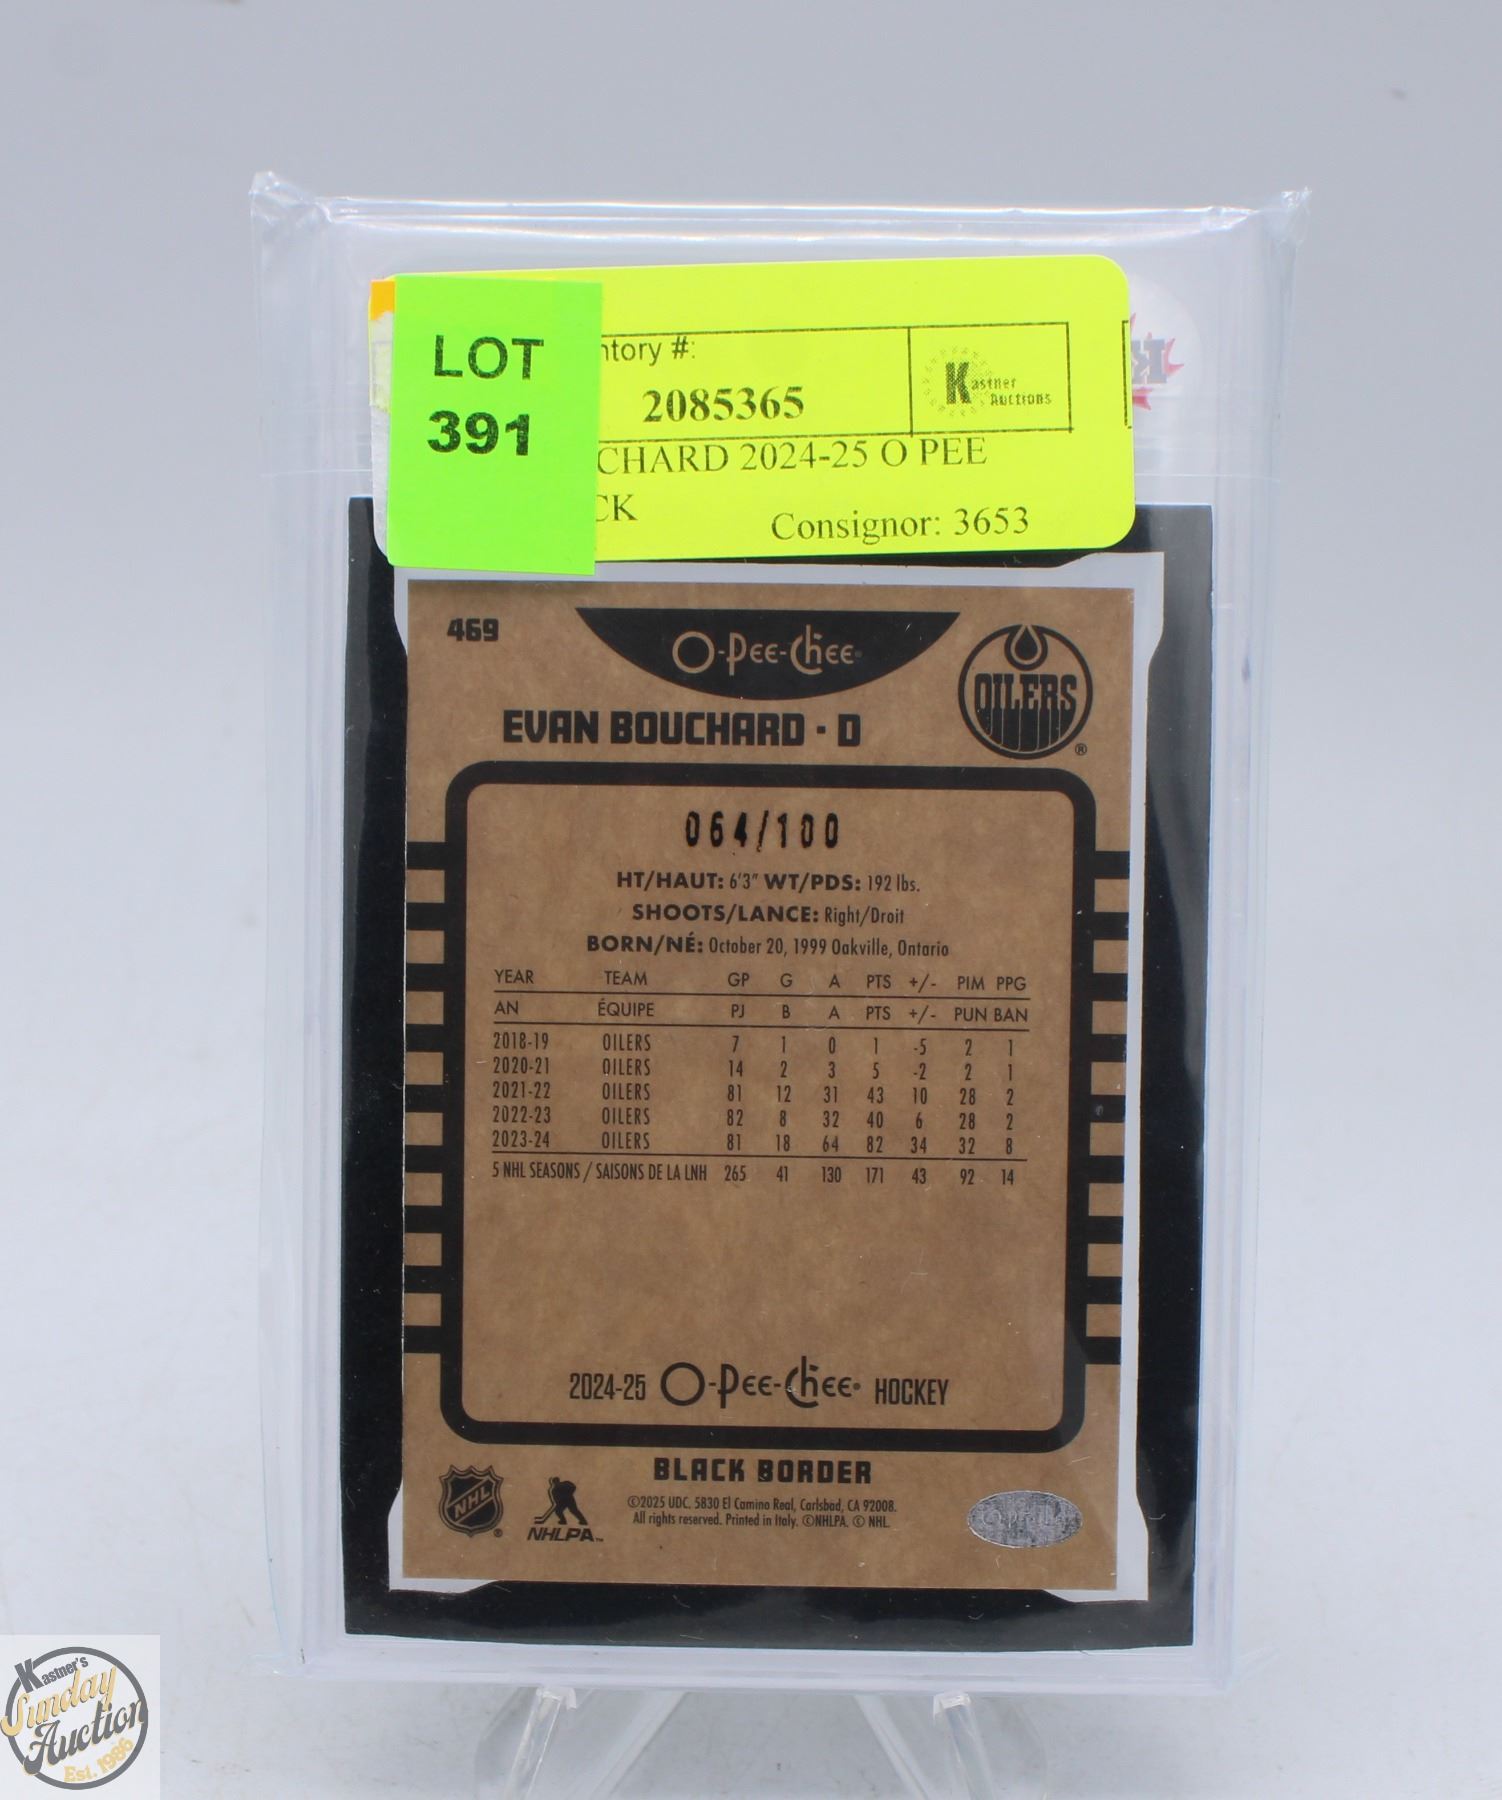 LOT
391
ntory #:
2085365
Kastner
Auctions
CHARD 2024-25 O PEE
CK
Consignor: 3653
469
O-Pee-Chee
OILERS
®
EVAN BOUCHARD - D
064/100
HT/HAUT: 6'3" WT/PDS: 192 lbs.
SHOOTS/LANCE: Right/Droit
BORN/NÉ: October 20, 1999 Oakville, Ontario
YEAR TEAM GP G A PTS +/- PIM PPG
AN ÉQUIPE PJ B A PTS +/- PUN BAN
2018-19 OILERS 7 1 0 1 -5 2 1
2020-21 OILERS 14 2 3 5 -2 2 1
2021-22 OILERS 81 12 31 43 10 28 2
2022-23 OILERS 82 8 32 40 6 28 2
2023-24 OILERS 81 18 64 82 34 32 8
5 NHL SEASONS / SAISONS DE LA LNH 265 41 130 171 43 92 14
2024-25 O-Pee-Chee HOCKEY
BLACK BORDER
NHL
®
NHLPA™
©2025 UDC. 5830 El Camino Real, Carlsbad, CA 92008.
All rights reserved. Printed in Italy. ©NHLPA. © NHL.
Kastner's
Sunday
Auction
Est. 1986